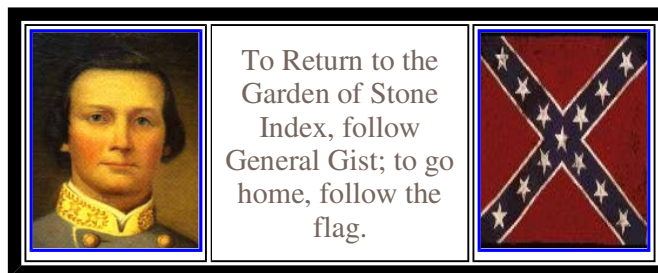 To Return to the
Garden of Stone
Index, follow
General Gist; to go
home, follow the
flag.